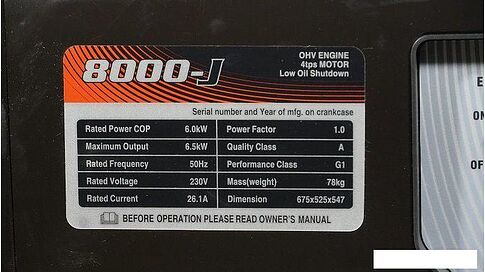 8000-J
OHV ENGINE
4tps MOTOR
Low Oil Shutdown
Serial number and Year of mfg. on crankcase
Rated Power COP 6.0kW Power Factor 1.0
Maximum Output 6.5kW Quality Class A
Rated Frequency 50Hz Performance Class G1
Rated Voltage 230V Mass(weight) 78kg
Rated Current 26.1A Dimension 675x525x547
BEFORE OPERATION PLEASE READ OWNER'S MANUAL
E
ON
OF